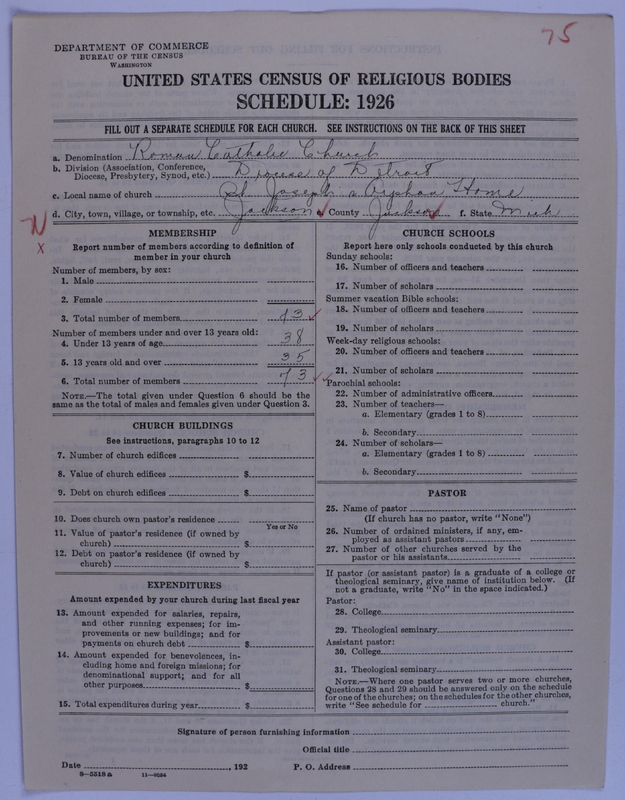 75
DEPARTMENT OF COMMERCE
BUREAU OF THE CENSUS
WASHINGTON
UNITED STATES CENSUS OF RELIGIOUS BODIES
SCHEDULE: 1926
FILL OUT A SEPARATE SCHEDULE FOR EACH CHURCH. SEE INSTRUCTIONS ON THE BACK OF THIS SHEET
a. Denomination Roman Catholic Church
b. Division (Association, Conference, Diocese, Presbytery, Synod, etc.) Diocese of Detroit
c. Local name of church St. Joseph's Orphan Home
d. City, town, village, or township, etc. Jackson e. County Jackson f. State Mich
N
x
MEMBERSHIP
Report number of members according to definition of
member in your church
Number of members, by sex:
1. Male
2. Female
3. Total number of members 73
Number of members under and over 13 years old:
4. Under 13 years of age 38
5. 13 years old and over 35
6. Total number of members 73
NOTE.—The total given under Question 6 should be the
same as the total of males and females given under Question 3.
CHURCH BUILDINGS
See instructions, paragraphs 10 to 12
7. Number of church edifices
8. Value of church edifices $
9. Debt on church edifices $
10. Does church own pastor's residence
Yes or No
11. Value of pastor's residence (if owned by
church) $
12. Debt on pastor's residence (if owned by
church) $
EXPENDITURES
Amount expended by your church during last fiscal year
13. Amount expended for salaries, repairs,
and other running expenses; for im-
provements or new buildings; and for
payments on church debt $
14. Amount expended for benevolences, in-
cluding home and foreign missions; for
denominational support; and for all
other purposes $
15. Total expenditures during year $
CHURCH SCHOOLS
Report here only schools conducted by this church
Sunday schools:
16. Number of officers and teachers
17. Number of scholars
Summer vacation Bible schools:
18. Number of officers and teachers
19. Number of scholars
Week-day religious schools:
20. Number of officers and teachers
21. Number of scholars
Parochial schools:
22. Number of administrative officers
23. Number of teachers—
a. Elementary (grades 1 to 8)
b. Secondary
24. Number of scholars—
a. Elementary (grades 1 to 8)
b. Secondary
PASTOR
25. Name of pastor
(If church has no pastor, write "None")
26. Number of ordained ministers, if any, em-
ployed as assistant pastors
27. Number of other churches served by the
pastor or his assistants
If pastor (or assistant pastor) is a graduate of a college or
theological seminary, give name of institution below. (If
not a graduate, write "No" in the space indicated.)
Pastor:
28. College
29. Theological seminary
Assistant pastor:
30. College
31. Theological seminary
NOTE.—Where one pastor serves two or more churches,
Questions 28 and 29 should be answered only on the schedule
for one of the churches; on the schedules for the other churches,
write "See schedule for church."
Signature of person furnishing information
Official title
Date , 192 P. O. Address
8-5318a 11-9034